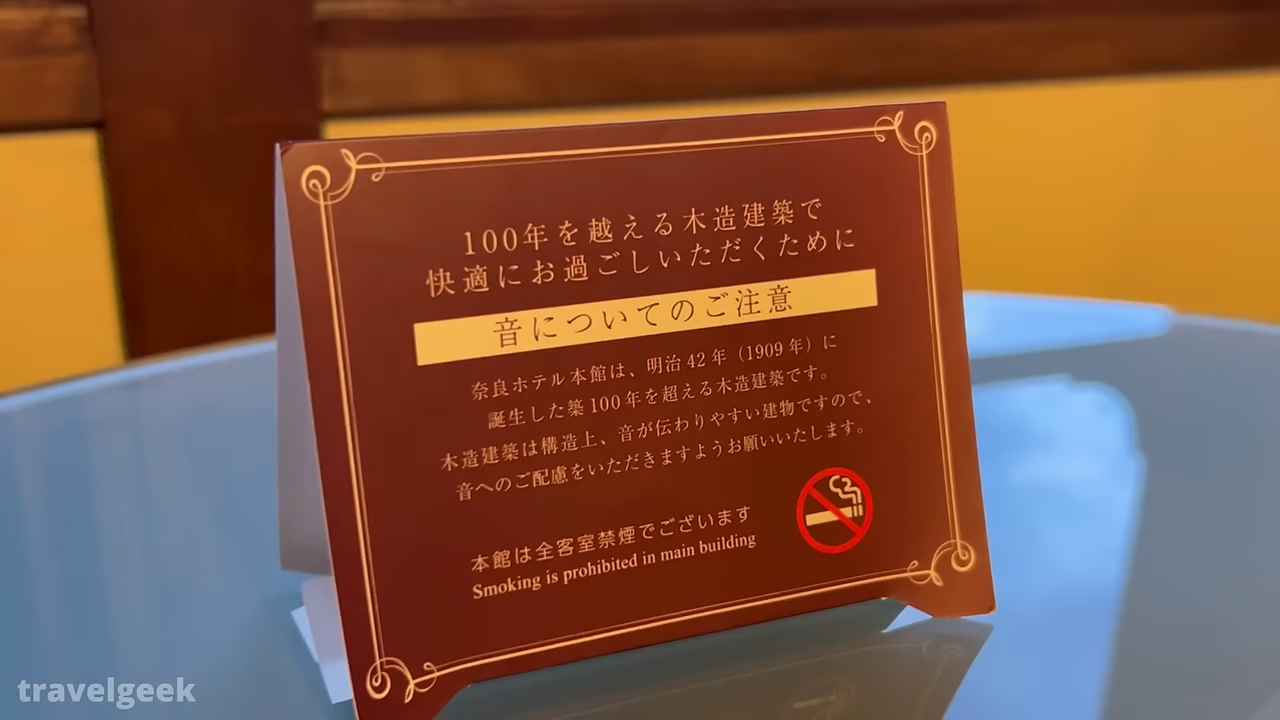 100年を越える木造建築で
快適にお過ごしいただくために
音についてのご注意
奈良ホテル本館は、明治42年（1909年）に
誕生した築100年を超える木造建築です。
木造建築は構造上、音が伝わりやすい建物ですので、
音へのご配慮をいただきますようお願いいたします。
本館は全客室禁煙でございます
Smoking is prohibited in main building
travelgeek